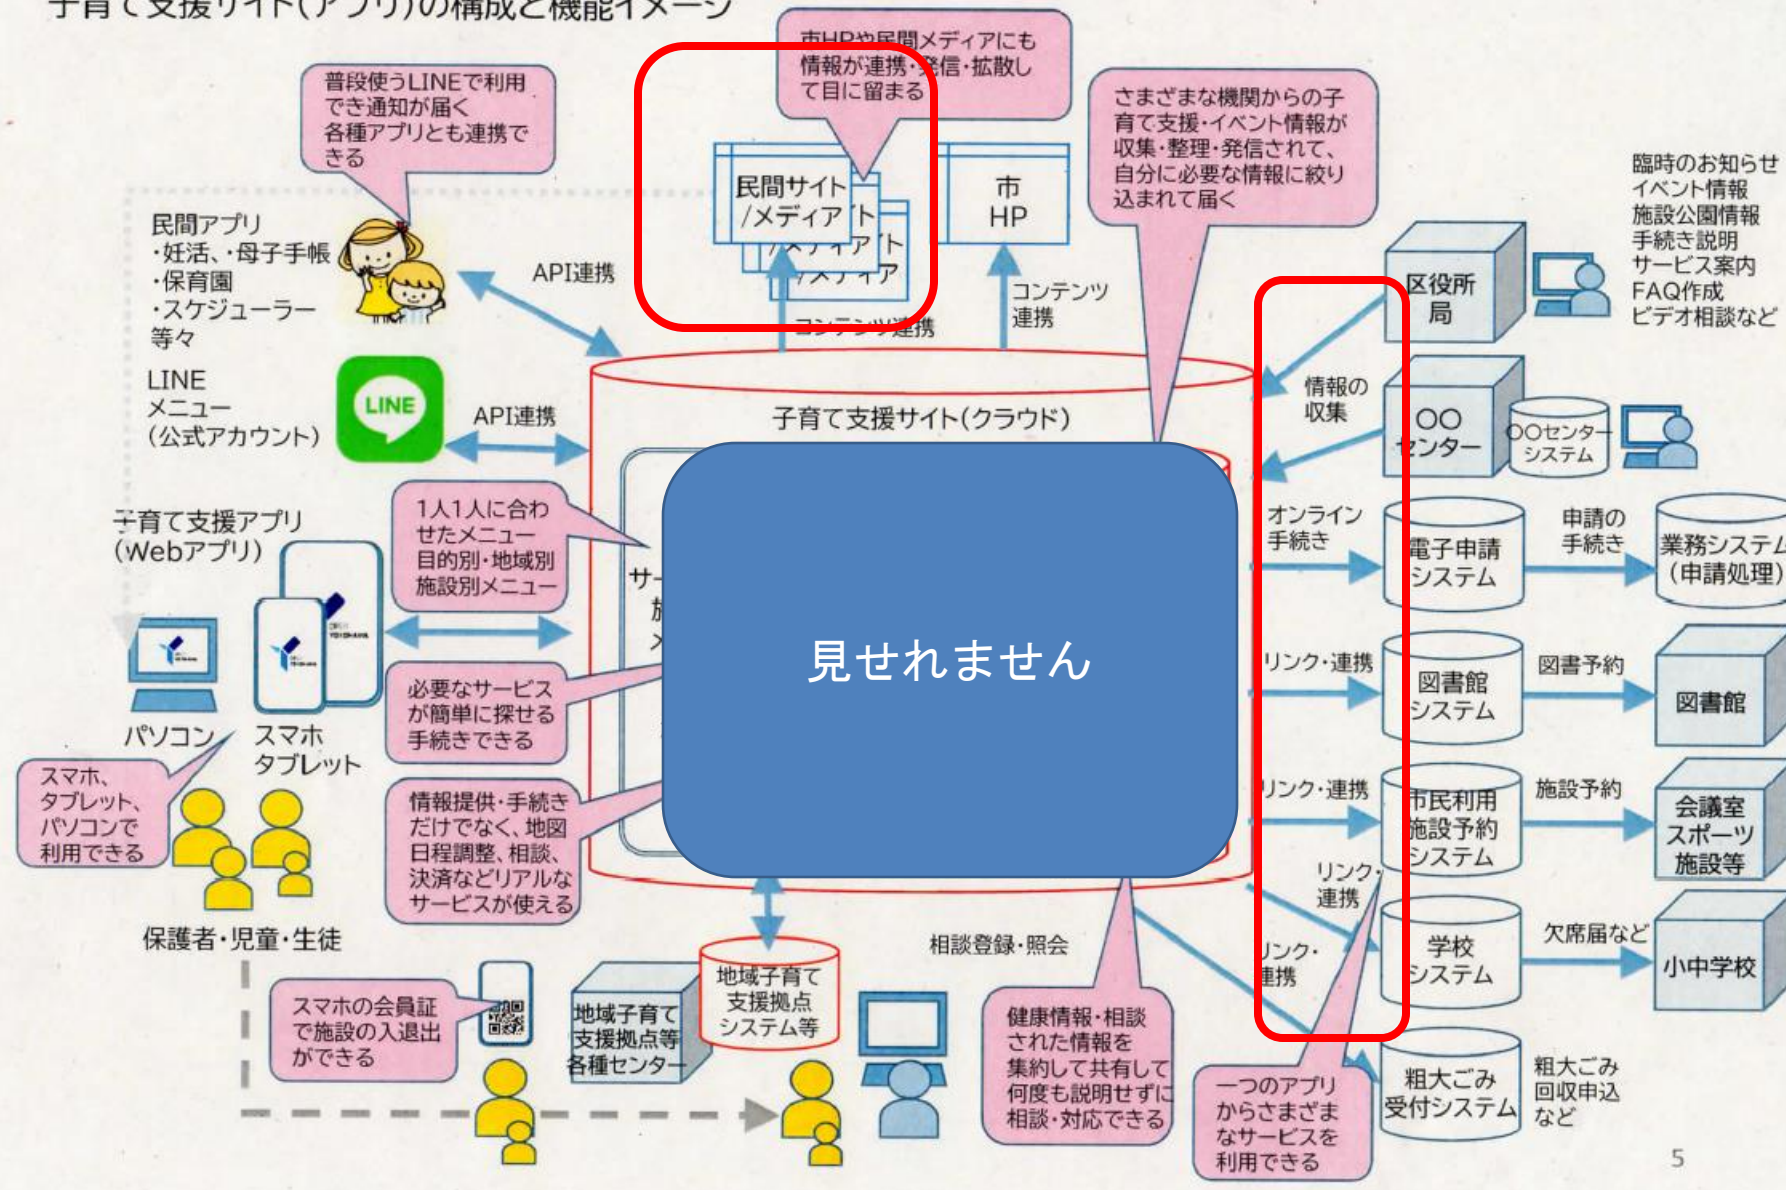 子育て支援サイト(アプリ)の構成と機能イメージ
市HPや民間メディアにも
情報が連携・発信・拡散し
て目に留まる
普段使うLINEで利用
でき通知が届く
各種アプリとも連携で
きる
さまざまな機関からの子
育て支援・イベント情報が
収集・整理・発信されて、
自分に必要な情報に絞り
込まれて届く
臨時のお知らせ
イベント情報
施設公園情報
手続き説明
サービス案内
FAQ作成
ビデオ相談など
民間サイト
/メディア
市
HP
民間アプリ
・妊活、・母子手帳
・保育園
・スケジューラー
等々
API連携
コンテンツ連携
コンテンツ
連携
区役所
局
LINE
メニュー
(公式アカウント)
LINE
API連携
子育て支援サイト(クラウド)
情報の
収集
〇〇
センター
〇〇センター
システム
1人1人に合わ
せたメニュー
目的別・地域別
施設別メニュー
子育て支援アプリ
(Webアプリ)
見せれません
オンライン
手続き
電子申請
システム
申請の
手続き
業務システム
(申請処理)
必要なサービス
が簡単に探せる
手続きできる
リンク・連携
図書館
システム
図書予約
図書館
パソコン
スマホ
タブレット
スマホ、
タブレット、
パソコンで
利用できる
情報提供・手続き
だけでなく、地図
日程調整、相談、
決済などリアルな
サービスが使える
リンク・連携
市民利用
施設予約
システム
施設予約
会議室
スポーツ
施設等
リンク・
連携
保護者・児童・生徒
相談登録・照会
リンク・
連携
学校
システム
欠席届など
小中学校
スマホの会員証
で施設の入退出
ができる
地域子育て
支援拠点等
各種センター
地域子育て
支援拠点
システム等
健康情報・相談
された情報を
集約して共有して
何度も説明せずに
相談・対応できる
一つのアプリ
からさまざま
なサービスを
利用できる
粗大ごみ
受付システム
粗大ごみ
回収申込
など
5